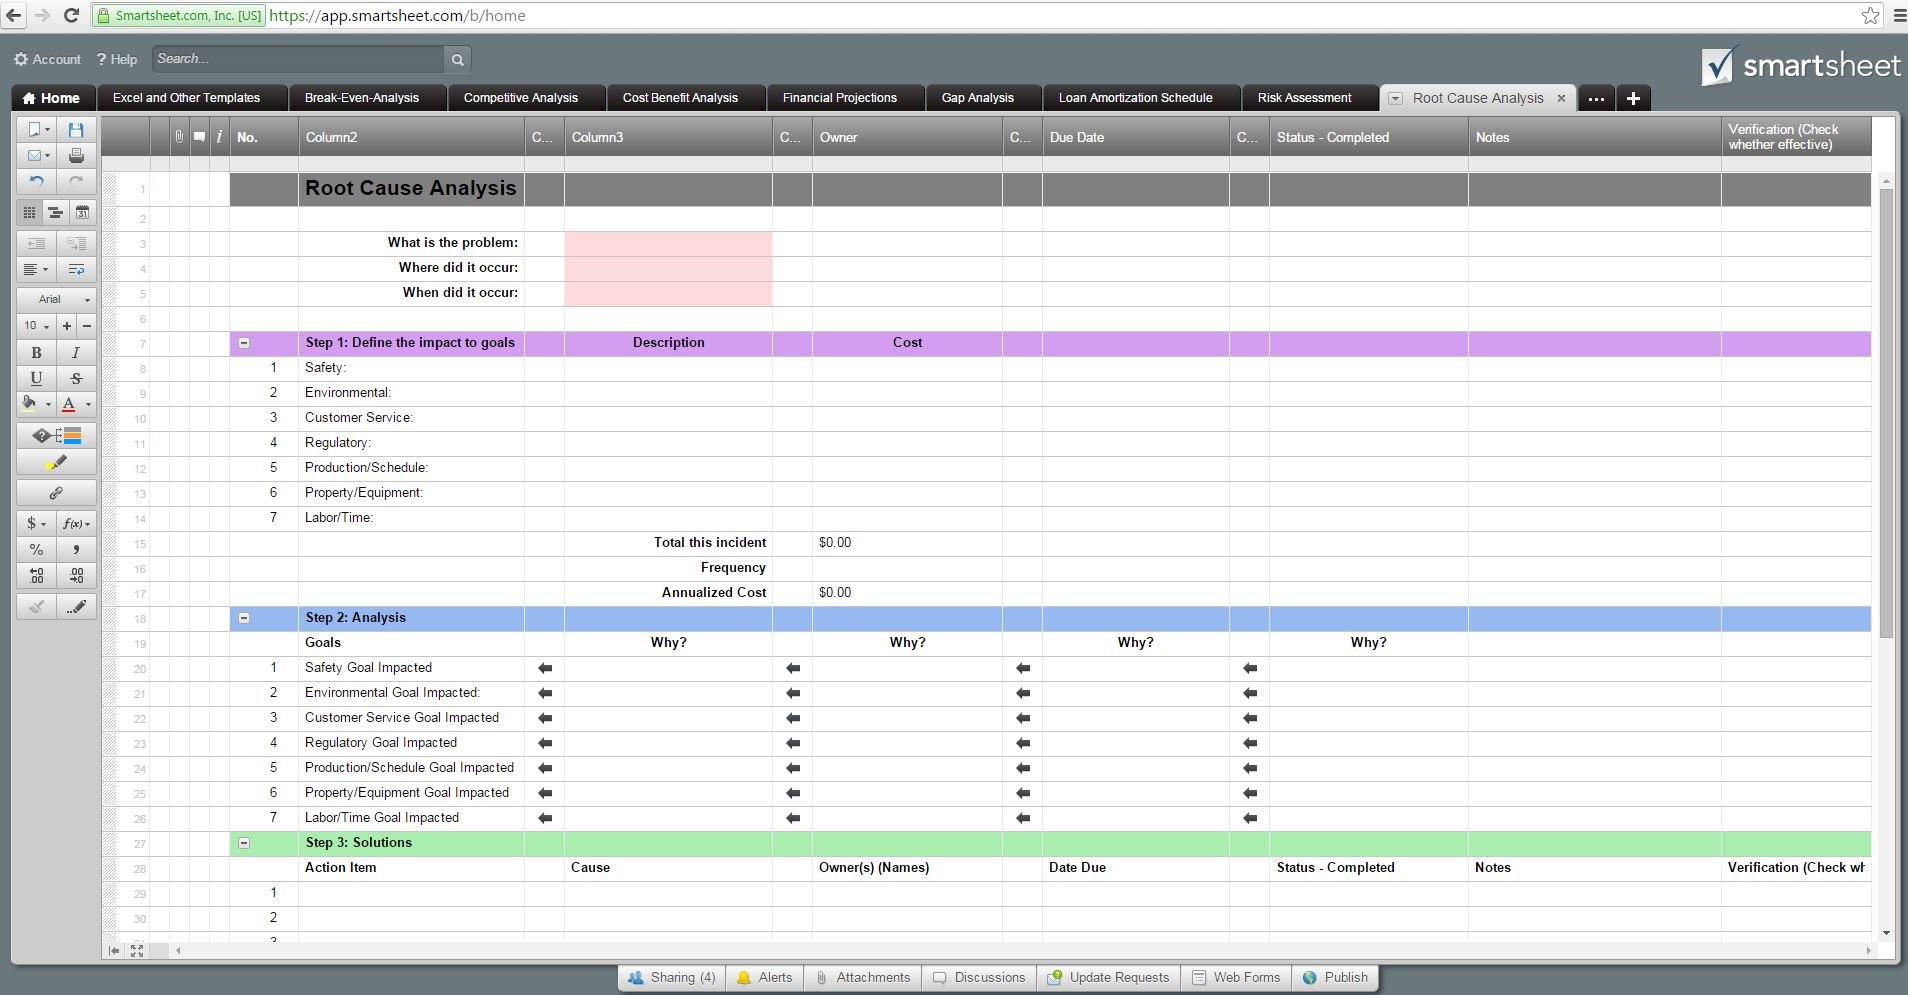 Smartsheet.com, Inc. [US] https://app.smartsheet.com/b/home
Account ? Help Search...
smartsheet
Home Excel and Other Templates Break-Even-Analysis Competitive Analysis Cost Benefit Analysis Financial Projections Gap Analysis Loan Amortization Schedule Risk Assessment Root Cause Analysis × ... +
i No. Column2 C... Column3 C... Owner C... Due Date C... Status - Completed Notes Verification (Check
whether effective)
1 Root Cause Analysis
2
3 What is the problem:
4 Where did it occur:
5 When did it occur:
6
7 Step 1: Define the impact to goals Description Cost
8 1 Safety:
9 2 Environmental:
10 3 Customer Service:
11 4 Regulatory:
12 5 Production/Schedule:
13 6 Property/Equipment:
14 7 Labor/Time:
15 Total this incident $0.00
16 Frequency
17 Annualized Cost $0.00
18 Step 2: Analysis
19 Goals Why? Why? Why? Why?
20 1 Safety Goal Impacted
21 2 Environmental Goal Impacted:
22 3 Customer Service Goal Impacted
23 4 Regulatory Goal Impacted
24 5 Production/Schedule Goal Impacted
25 6 Property/Equipment Goal Impacted
26 7 Labor/Time Goal Impacted
27 Step 3: Solutions
28 Action Item Cause Owner(s) (Names) Date Due Status - Completed Notes Verification (Check wh
29 1
30 2
31
Arial
10 + −
B I
U S
A
$ f(x)
% ,
.00 .00
31
Sharing (4) Alerts Attachments Discussions Update Requests Web Forms Publish